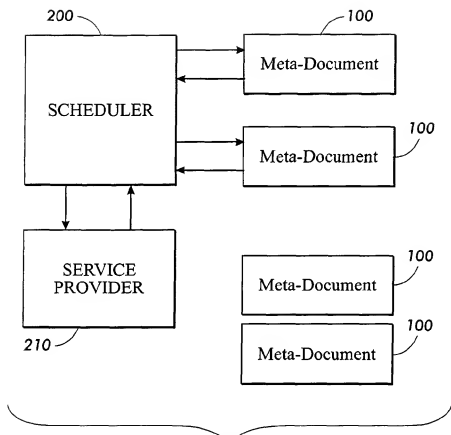 200
100
SCHEDULER
Meta-Document
100
Meta-Document
SERVICE
PROVIDER
210
100
Meta-Document
100
Meta-Document